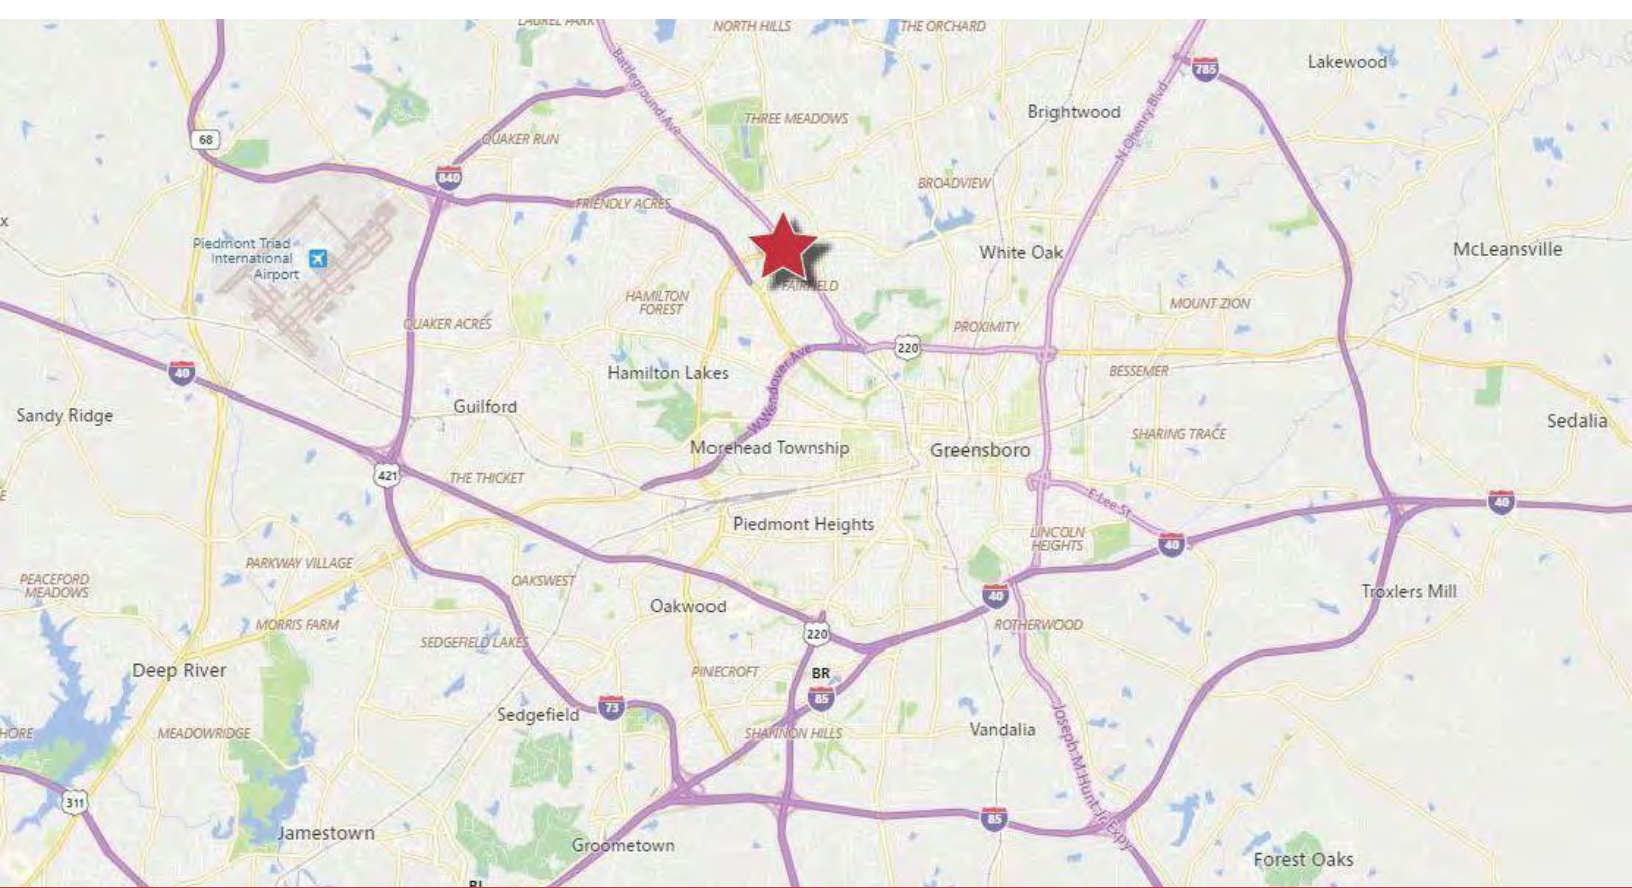 LAUREL PARK
NORTH HILLS
THE ORCHARD
785
Lakewood
Battleground Ave
Brightwood
THREE MEADOWS
N Ohenry Blvd
68
QUAKER RUN
840
BROADVIEW
FRIENDLY ACRES
x
Piedmont Triad
International
Airport
White Oak
McLeansville
FAIRFIELD
HAMILTON
FOREST
MOUNT ZION
QUAKER ACRES
PROXIMITY
220
40
Hamilton Lakes
W Wendover Ave
BESSEMER
Guilford
Sandy Ridge
Sedalia
SHARING TRACE
Morehead Township
Greensboro
421
THE THICKET
E
E Lee St
40
Piedmont Heights
LINCOLN
HEIGHTS
40
PARKWAY VILLAGE
PEACEFORD
MEADOWS
OAKSWEST
Oakwood
40
Troxlers Mill
MORRIS FARM
ROTHERWOOD
220
SEDGEFIELD LAKES
Deep River
PINECROFT
BR
85
73
Sedgefield
HORE
MEADOWRIDGE
SHANNON HILLS
Vandalia
Joseph M Hunt Jr Expy
311
85
Jamestown
Groometown
Forest Oaks